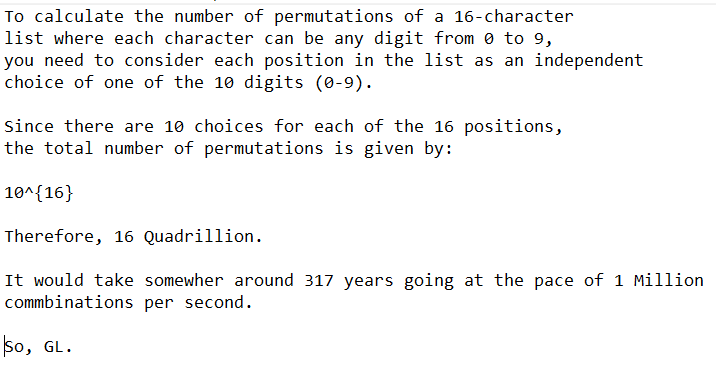 To calculate the number of permutations of a 16-character
list where each character can be any digit from 0 to 9,
you need to consider each position in the list as an independent
choice of one of the 10 digits (0-9).
Since there are 10 choices for each of the 16 positions,
the total number of permutations is given by:
10^{16}
Therefore, 16 Quadrillion.
It would take somewher around 317 years going at the pace of 1 Million
commbinations per second.
So, GL.